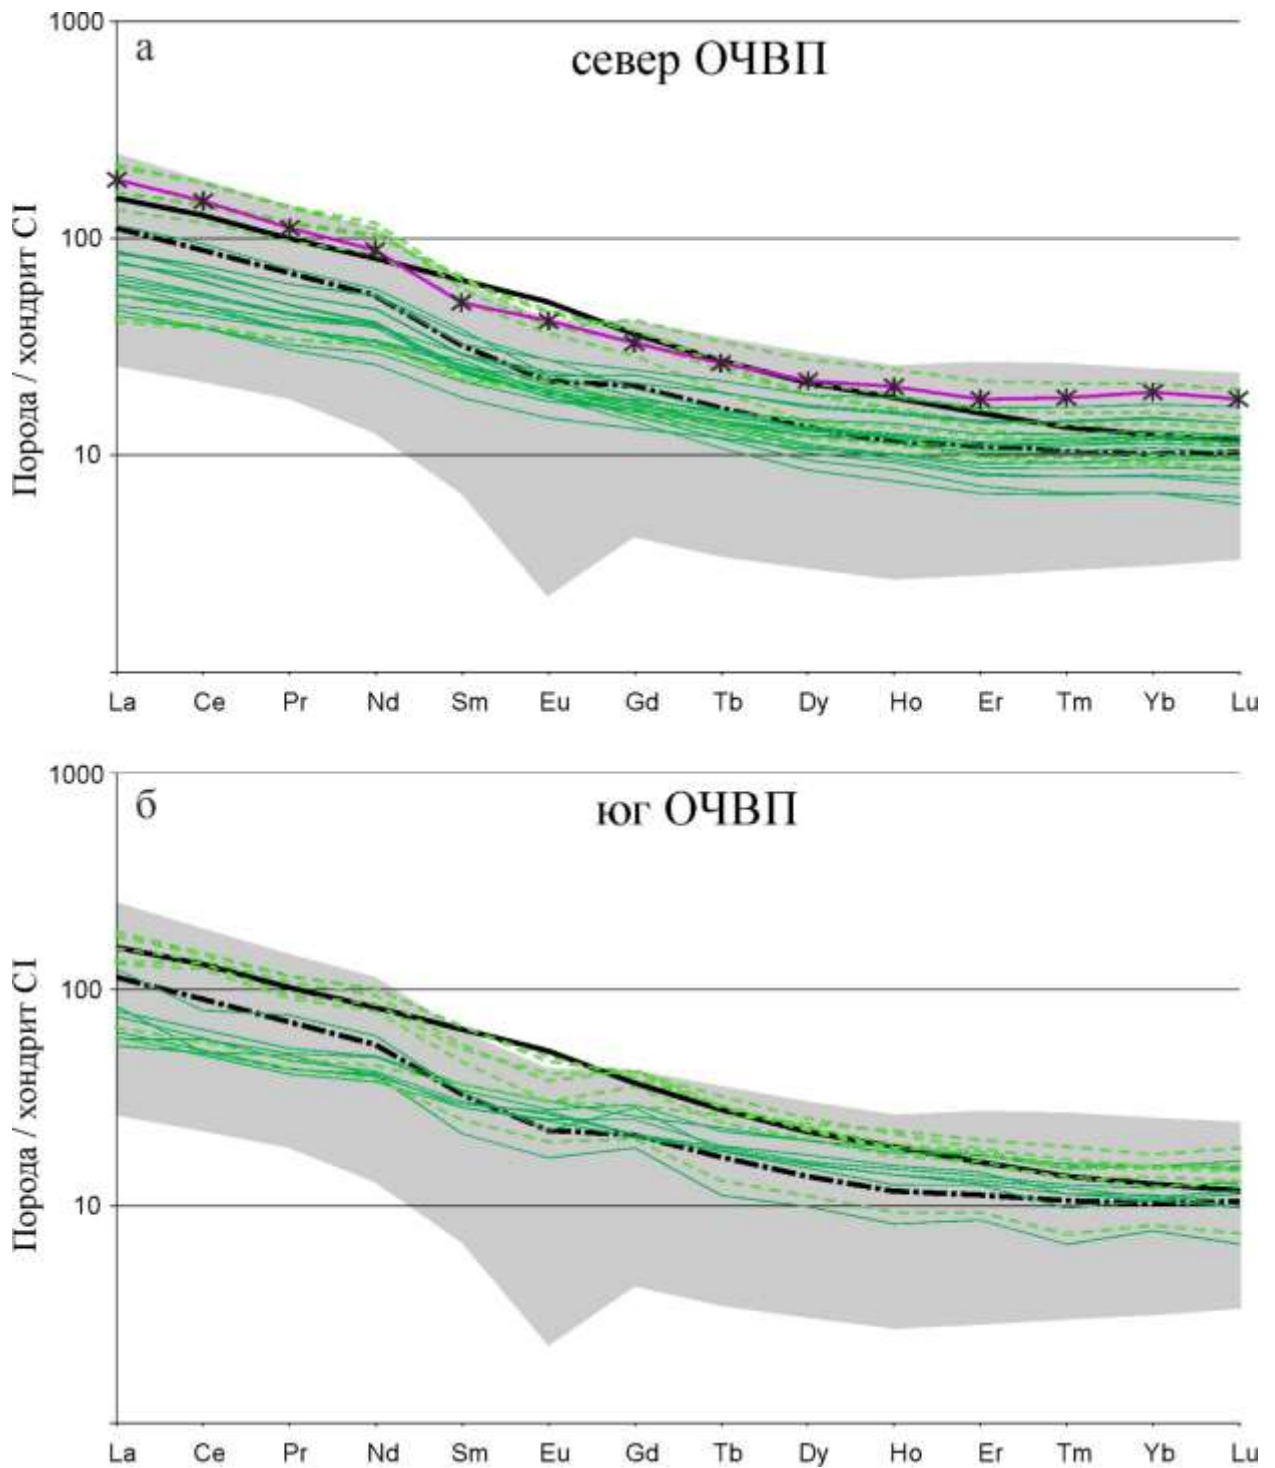 1000
а
север ОЧВП
100
10
Порода / хондрит CI
La Ce Pr Nd Sm Eu Gd Tb Dy Ho Er Tm Yb Lu
1000
б
юг ОЧВП
100
10
Порода / хондрит CI
La Ce Pr Nd Sm Eu Gd Tb Dy Ho Er Tm Yb Lu